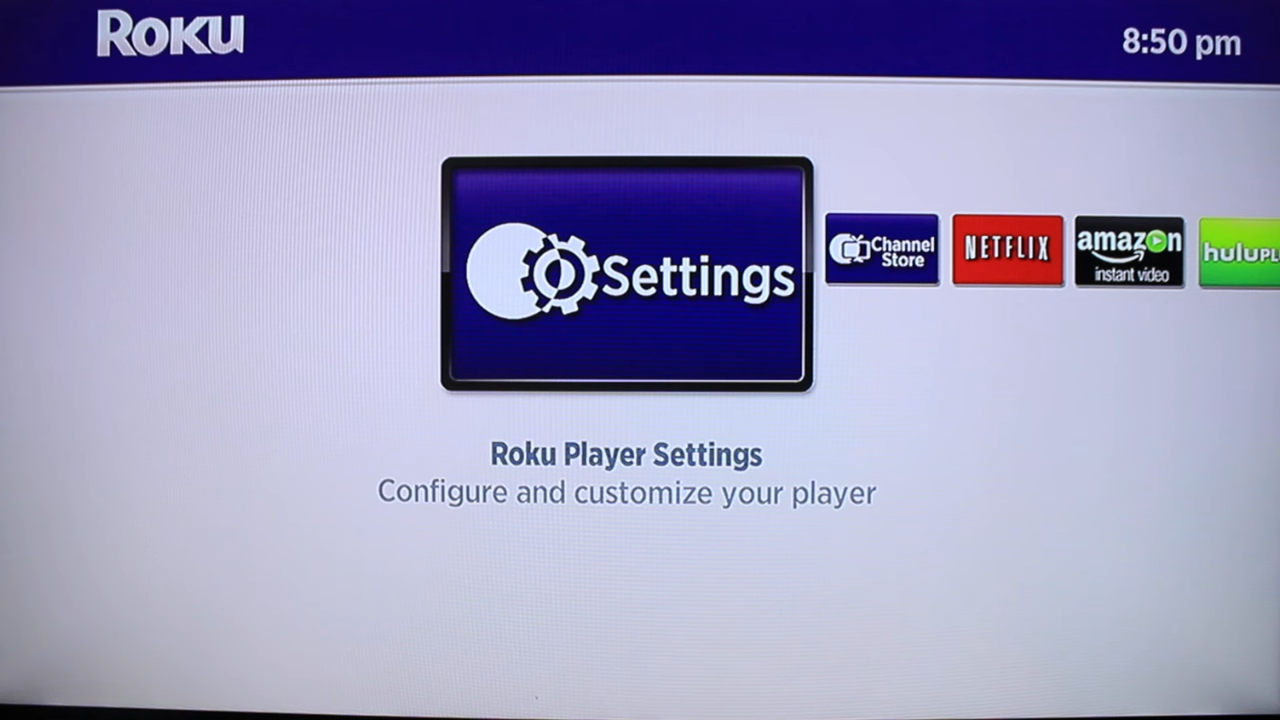 Roku
8:50 pm
Settings
Channel
Store
NETFLIX
amazon
instant video
huluPL
Roku Player Settings
Configure and customize your player